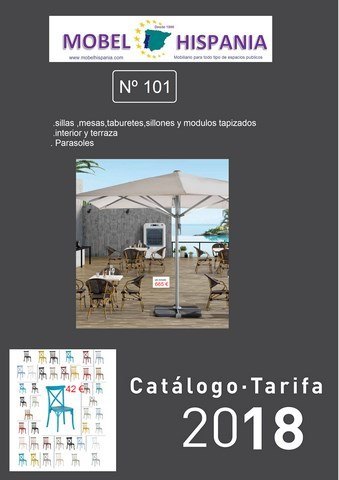 Desde 1996
MOBEL HISPANIA
www.mobelhispania.com Mobiliario para todo tipo de espacios publicos
Nº 101
.sillas ,mesas,taburetes,sillones y modulos tapizados
.interior y terraza
. Parasoles
665 €
42 €
Catálogo·Tarifa
2018